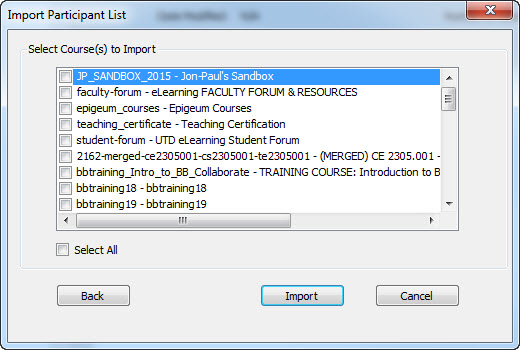 Import Participant List
Select Course(s) to Import
JP_SANDBOX_2015 - Jon-Paul's Sandbox
faculty-forum - eLearning FACULTY FORUM & RESOURCES
epigeum_courses - Epigeum Courses
teaching_certificate - Teaching Certification
student-forum - UTD eLearning Student Forum
2162-merged-ce2305001-cs2305001-te2305001 - (MERGED) CE 2305.001 -
bbtraining_Intro_to_BB_Collaborate - TRAINING COURSE: Introduction to B
bbtraining18 - bbtraining18
bbtraining19 - bbtraining19
Select All
Back
Import
Cancel